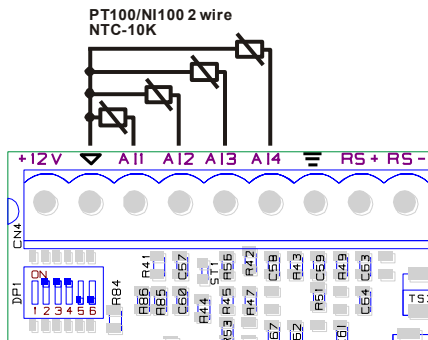 PT100/NI100 2 wire
NTC-10K
+12V AI1 AI2 AI3 AI4 RS+ RS-
CN4
ON
1 2 3 4 5 6
DP1
R84
R41
C57
ST1
R56
R42
C58
R43
C59
R49
C63
R86
R85
C60
R44
R45
R47
R51
C64
TS
R53